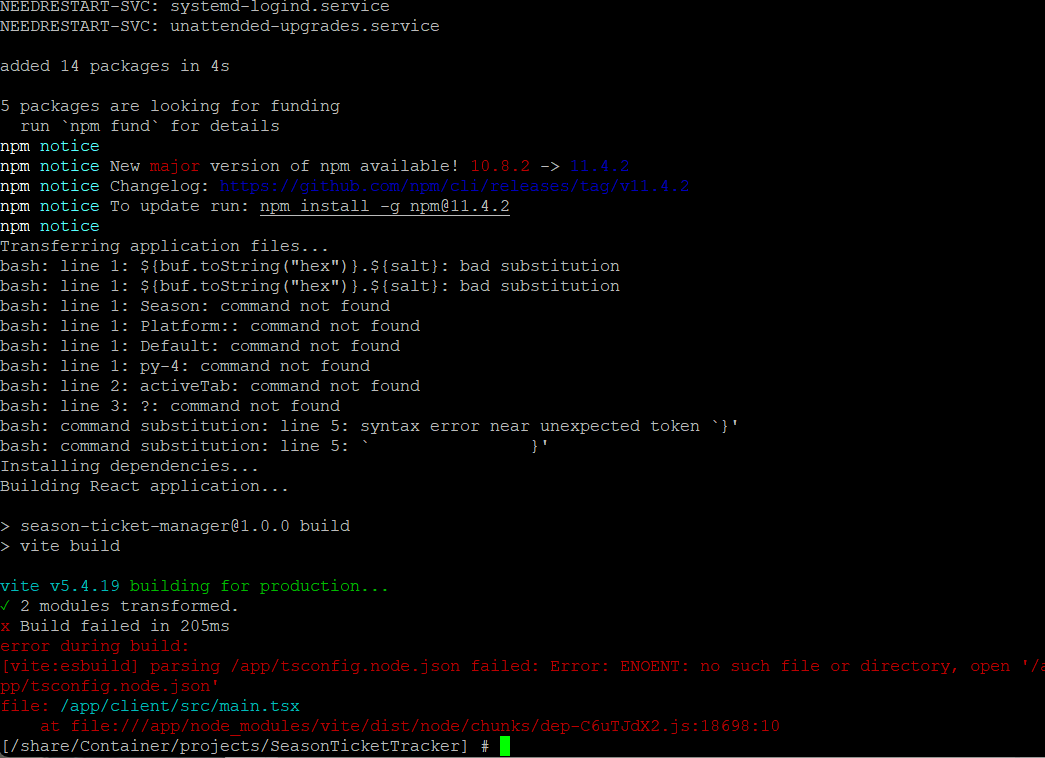 NEEDRESTART-SVC: systemd-logind.service
NEEDRESTART-SVC: unattended-upgrades.service
added 14 packages in 4s
5 packages are looking for funding
  run `npm fund` for details
npm notice
npm notice New major version of npm available! 10.8.2 -> 11.4.2
npm notice Changelog: https://github.com/npm/cli/releases/tag/v11.4.2
npm notice To update run: npm install -g npm@11.4.2
npm notice
Transferring application files...
bash: line 1: ${buf.toString("hex")}.${salt}: bad substitution
bash: line 1: ${buf.toString("hex")}.${salt}: bad substitution
bash: line 1: Season: command not found
bash: line 1: Platform:: command not found
bash: line 1: Default: command not found
bash: line 1: py-4: command not found
bash: line 2: activeTab: command not found
bash: line 3: ?: command not found
bash: command substitution: line 5: syntax error near unexpected token `}'
bash: command substitution: line 5: `                }'
Installing dependencies...
Building React application...
> season-ticket-manager@1.0.0 build
> vite build
vite v5.4.19 building for production...
✓ 2 modules transformed.
x Build failed in 205ms
error during build:
[vite:esbuild] parsing /app/tsconfig.node.json failed: Error: ENOENT: no such file or directory, open '/a
pp/tsconfig.node.json'
file: /app/client/src/main.tsx
    at file:///app/node_modules/vite/dist/node/chunks/dep-C6uTJdX2.js:18698:10
[/share/Container/projects/SeasonTicketTracker] #